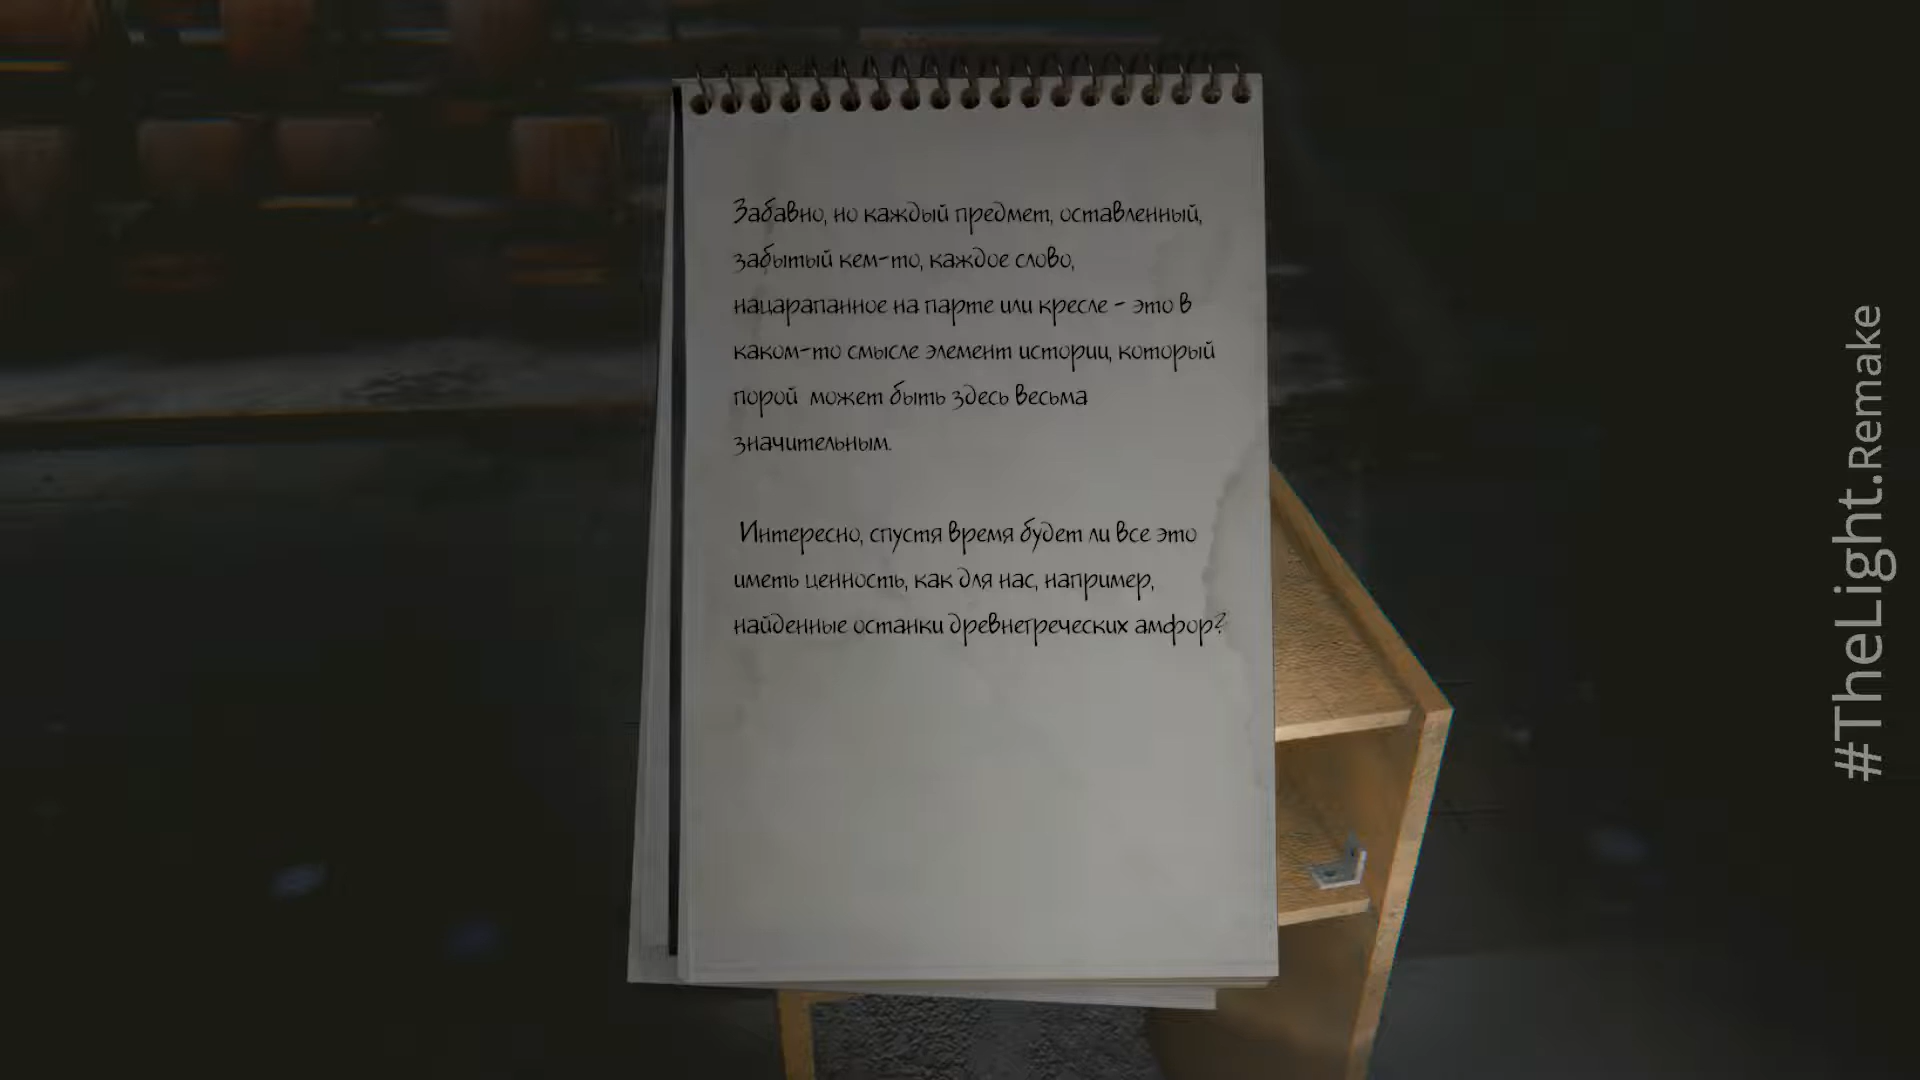 Забавно, но каждый предмет, оставленный,
забытый кем-то, каждое слово,
нацарапанное на парте или кресле - это в
каком-то смысле элемент истории, который
порой может быть здесь весьма
значительным.
Интересно, спустя время будет ли все это
иметь ценность, как для нас, например,
найденные останки древнегреческих амфор?
#TheLight.Remake